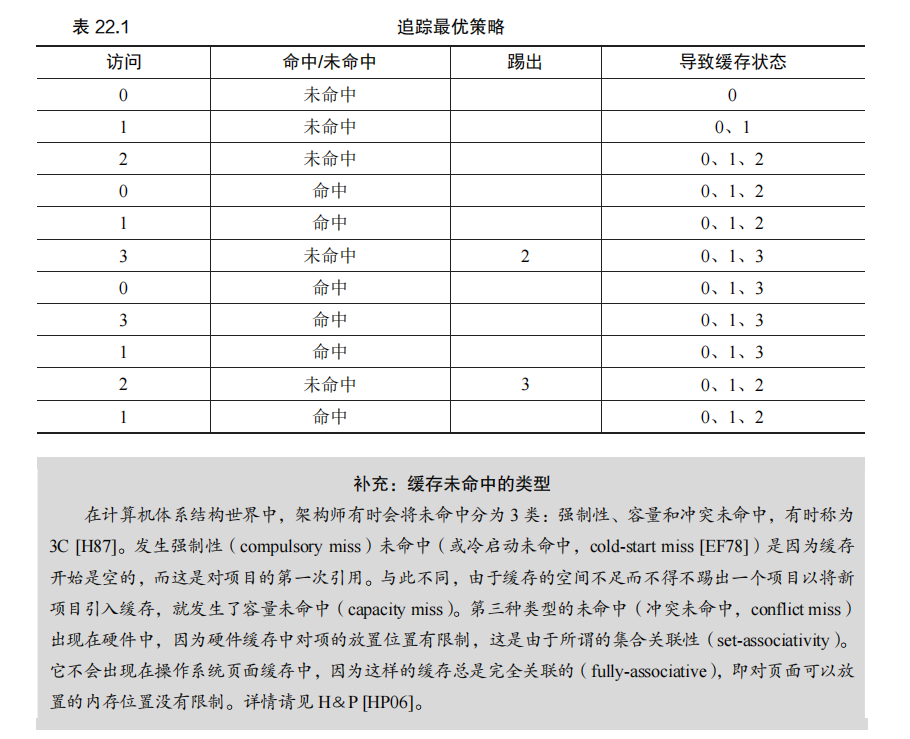 表 22.1 追踪最优策略
访问 命中/未命中 踢出 导致缓存状态
0 未命中 0
1 未命中 0、1
2 未命中 0、1、2
0 命中 0、1、2
1 命中 0、1、2
3 未命中 2 0、1、3
0 命中 0、1、3
3 命中 0、1、3
1 命中 0、1、3
2 未命中 3 0、1、2
1 命中 0、1、2
补充：缓存未命中的类型
在计算机体系结构世界中，架构师有时会将未命中分为 3 类：强制性、容量和冲突未命中，有时称为
3C [H87]。发生强制性（compulsory miss）未命中（或冷启动未命中，cold-start miss [EF78]）是因为缓存
开始是空的，而这是对项目的第一次引用。与此不同，由于缓存的空间不足而不得不踢出一个项目以将新
项目引入缓存，就发生了容量未命中（capacity miss）。第三种类型的未命中（冲突未命中，conflict miss）
出现在硬件中，因为硬件缓存中对项的放置位置有限制，这是由于所谓的集合关联性（set-associativity）。
它不会出现在操作系统页面缓存中，因为这样的缓存总是完全关联的（fully-associative），即对页面可以放
置的内存位置没有限制。详情请见 H＆P [HP06]。